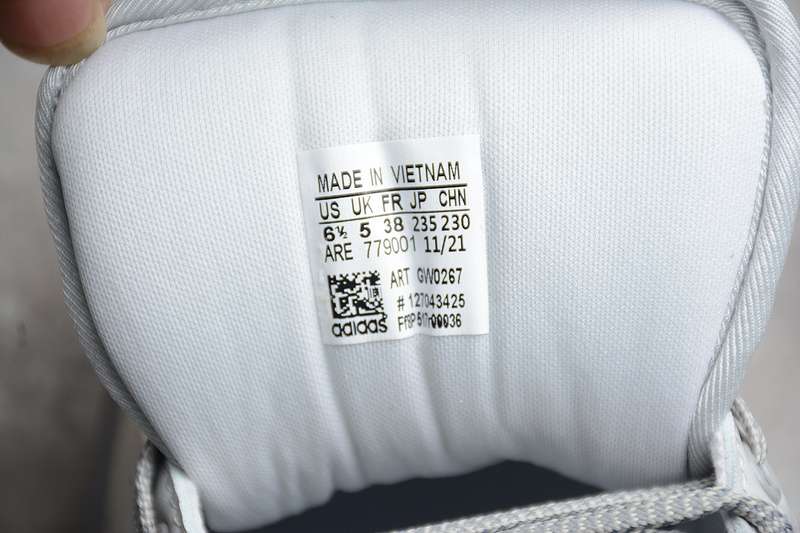 MADE IN VIETNAM
US UK FR JP CHN
6½ 5 38 235 230
ARE 779001 11/21
ART GW0267
#127043425
adidas